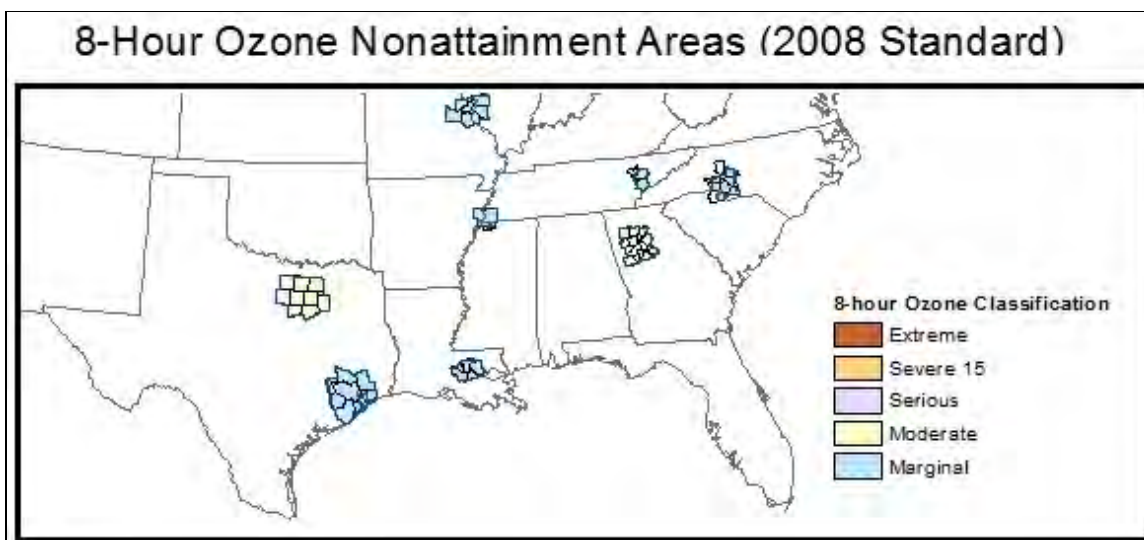 8-Hour Ozone Nonattainment Areas (2008 Standard)
8-hour Ozone Classification
Extreme
Severe 15
Serious
Moderate
Marginal